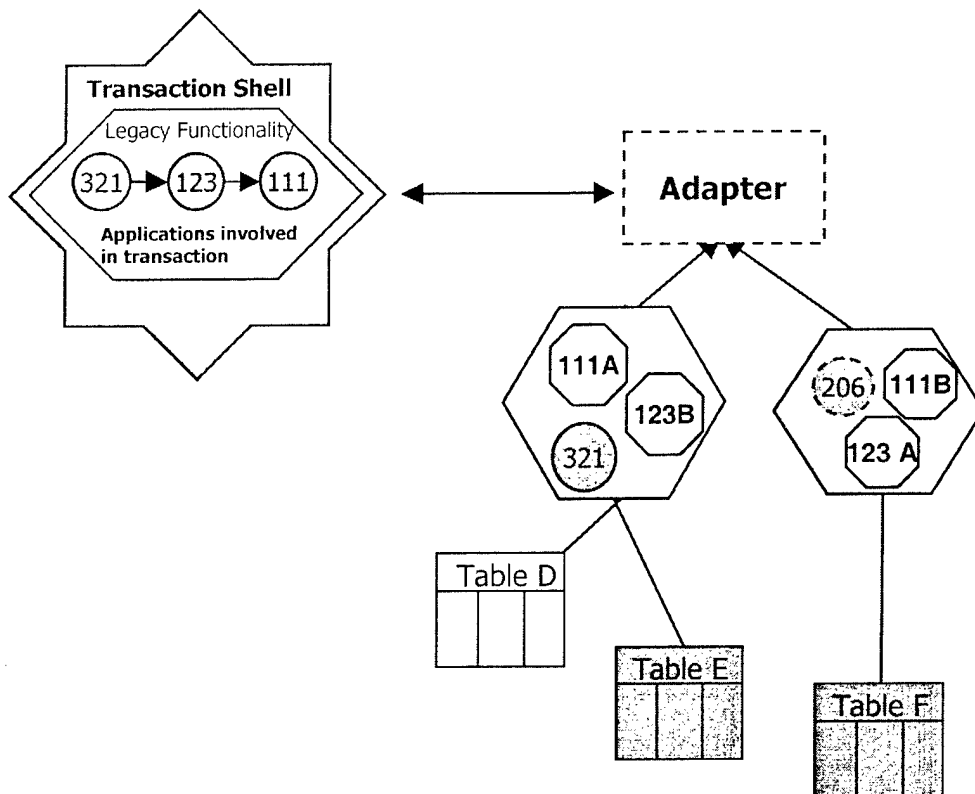 Transaction Shell
Legacy Functionality
321
123
111
Applications involved
in transaction
Adapter
111A
123B
321
206
111B
123 A
Table D
Table E
Table F